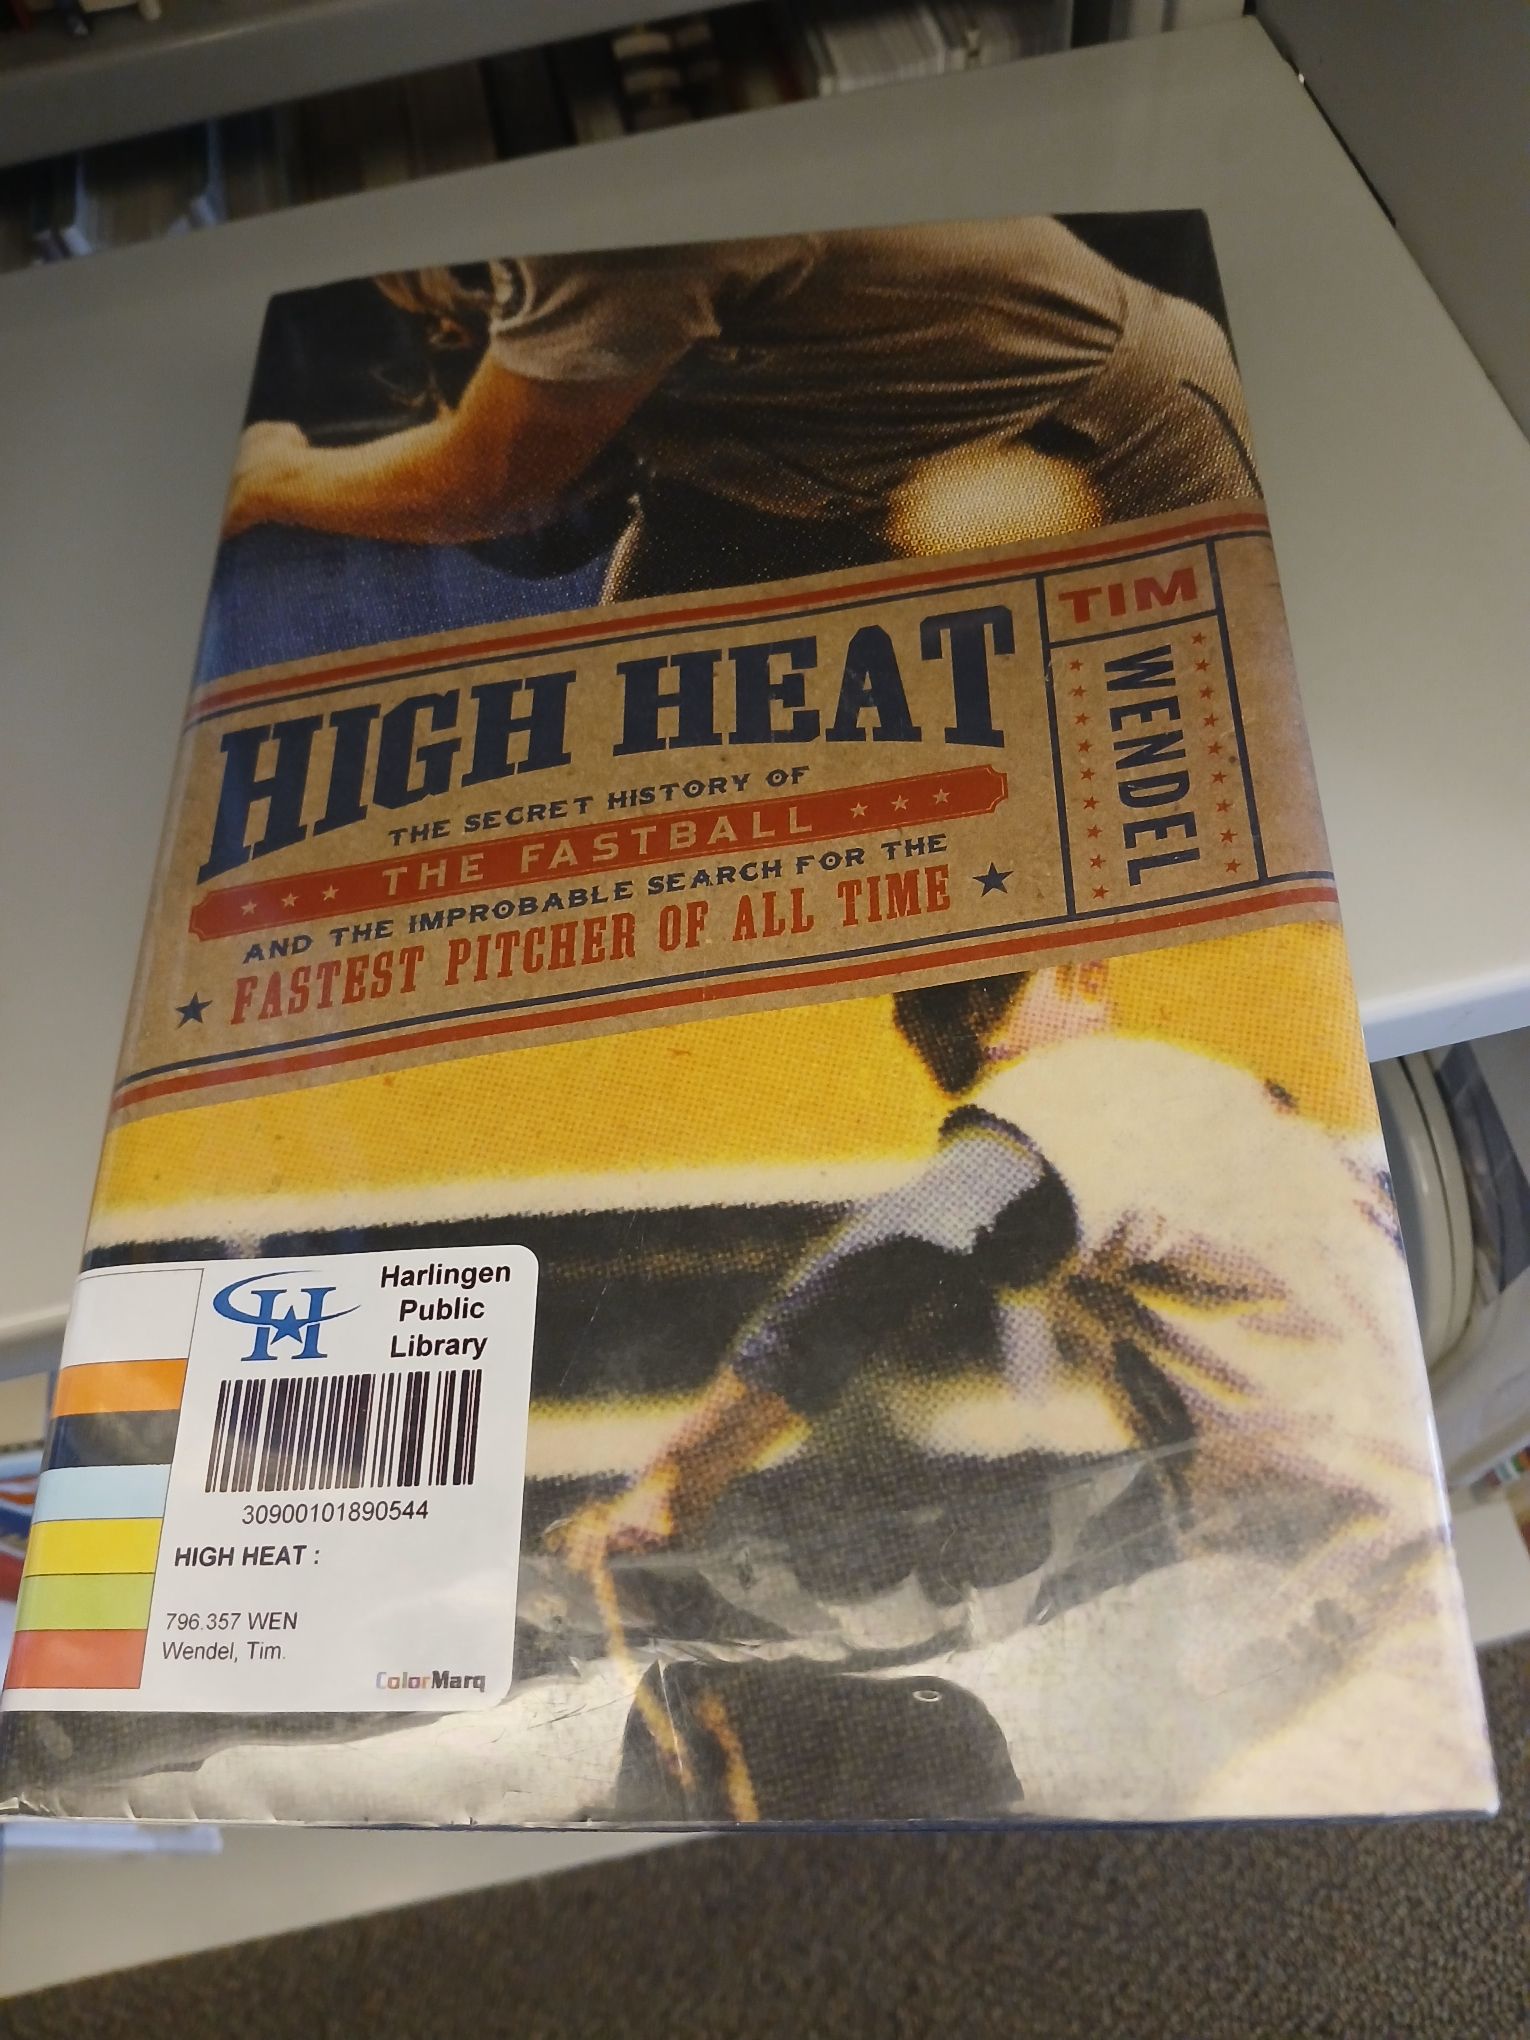 HIGH HEAT
THE SECRET HISTORY OF
THE FASTBALL
AND THE IMPROBABLE SEARCH FOR THE
FASTEST PITCHER OF ALL TIME
TIM
WENDEL
Harlingen
Public
Library
30900101890544
HIGH HEAT :
796.357 WEN
Wendel, Tim.
ColorMarq